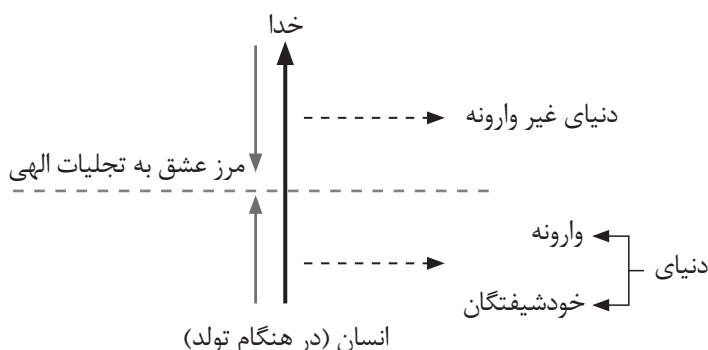 خدا
دنیای غیر وارونه
مرز عشق به تجلیات الهی
وارونه
دنیای
خودشیفتگان
انسان (در هنگام تولد)